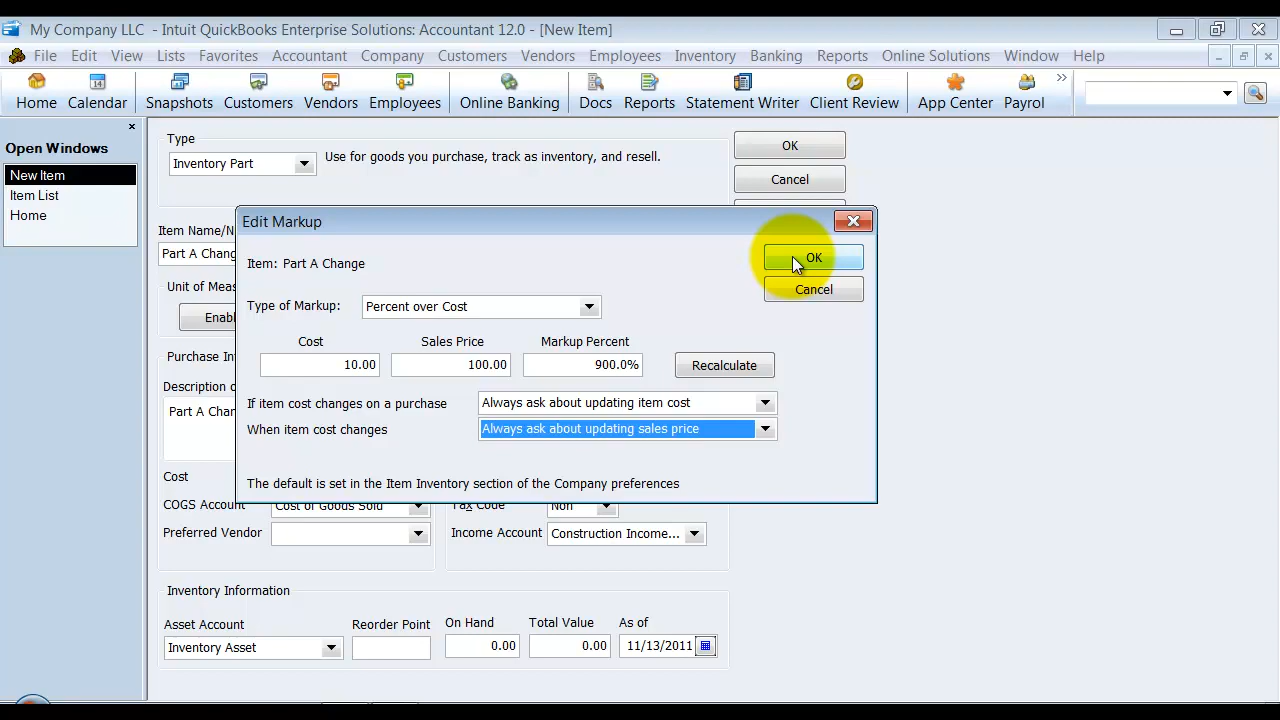 My Company LLC - Intuit QuickBooks Enterprise Solutions: Accountant 12.0 - [New Item]
File Edit View Lists Favorites Accountant Company Customers Vendors Employees Inventory Banking Reports Online Solutions Window Help
14
Home Calendar Snapshots Customers Vendors Employees Online Banking Docs Reports Statement Writer Client Review App Center Payrol
Open Windows
New Item
Item List
Home
Type
Inventory Part
Use for goods you purchase, track as inventory, and resell.
OK
Cancel
Item Name/N
Part A Chang
Unit of Meas
Enabl
Purchase In
Description o
Part A Char
Edit Markup
Item: Part A Change
OK
Cancel
Type of Markup: Percent over Cost
Cost Sales Price Markup Percent
10.00 100.00 900.0% Recalculate
If item cost changes on a purchase Always ask about updating item cost
When item cost changes Always ask about updating sales price
The default is set in the Item Inventory section of the Company preferences
Cost
COGS Account Cost of Goods Sold Tax Code Non
Preferred Vendor Income Account Construction Income...
Inventory Information
Asset Account Reorder Point On Hand Total Value As of
Inventory Asset 0.00 0.00 11/13/2011